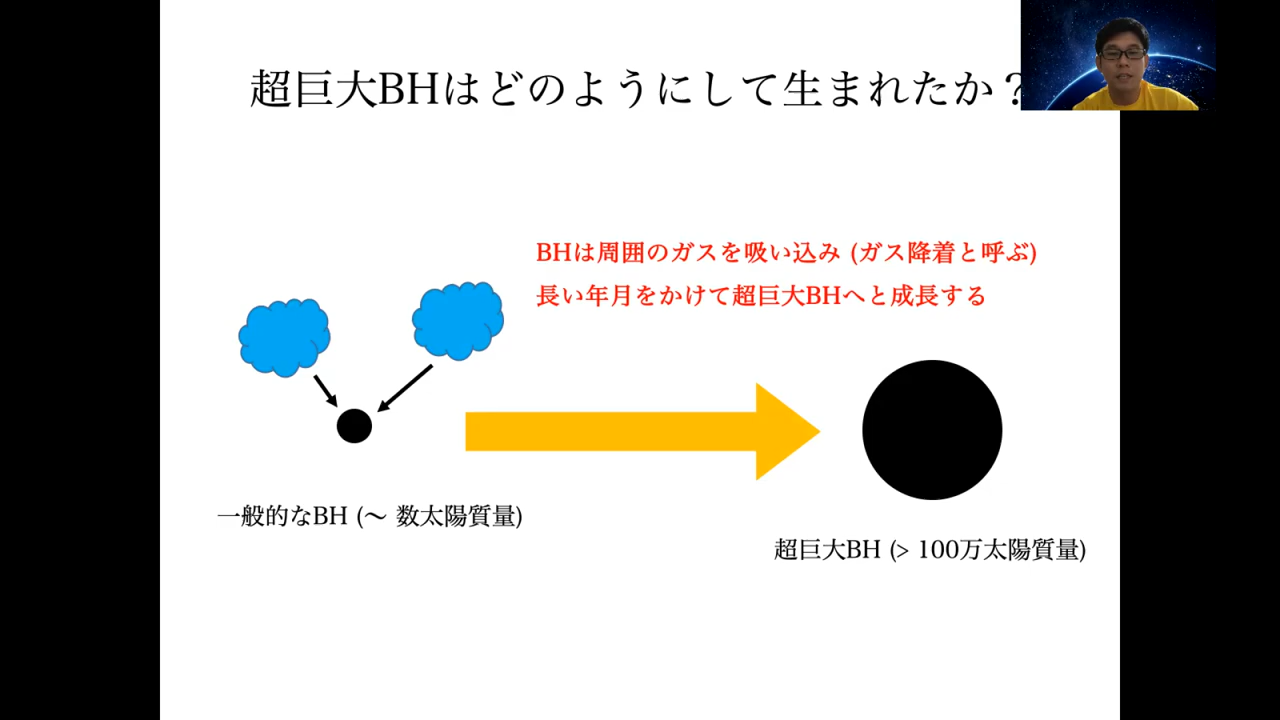 超巨大BHはどのようにして生まれたか？
BHは周囲のガスを吸い込み (ガス降着と呼ぶ)
長い年月をかけて超巨大BHへと成長する
一般的なBH (〜 数太陽質量)
超巨大BH (> 100万太陽質量)